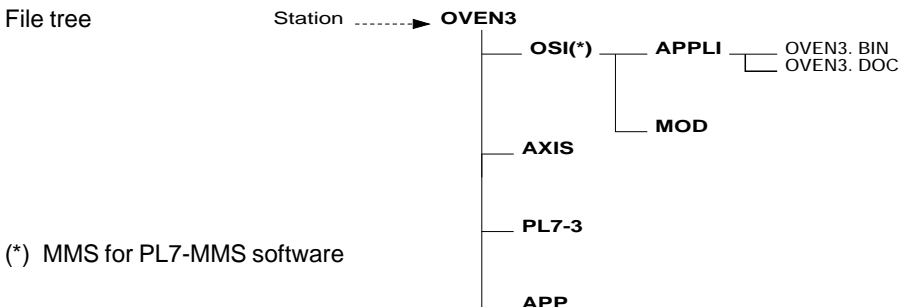 File tree
Station OVEN3
OSI(*) APPLI OVEN3. BIN
OVEN3. DOC
MOD
AXIS
PL7-3
(*) MMS for PL7-MMS software
APP